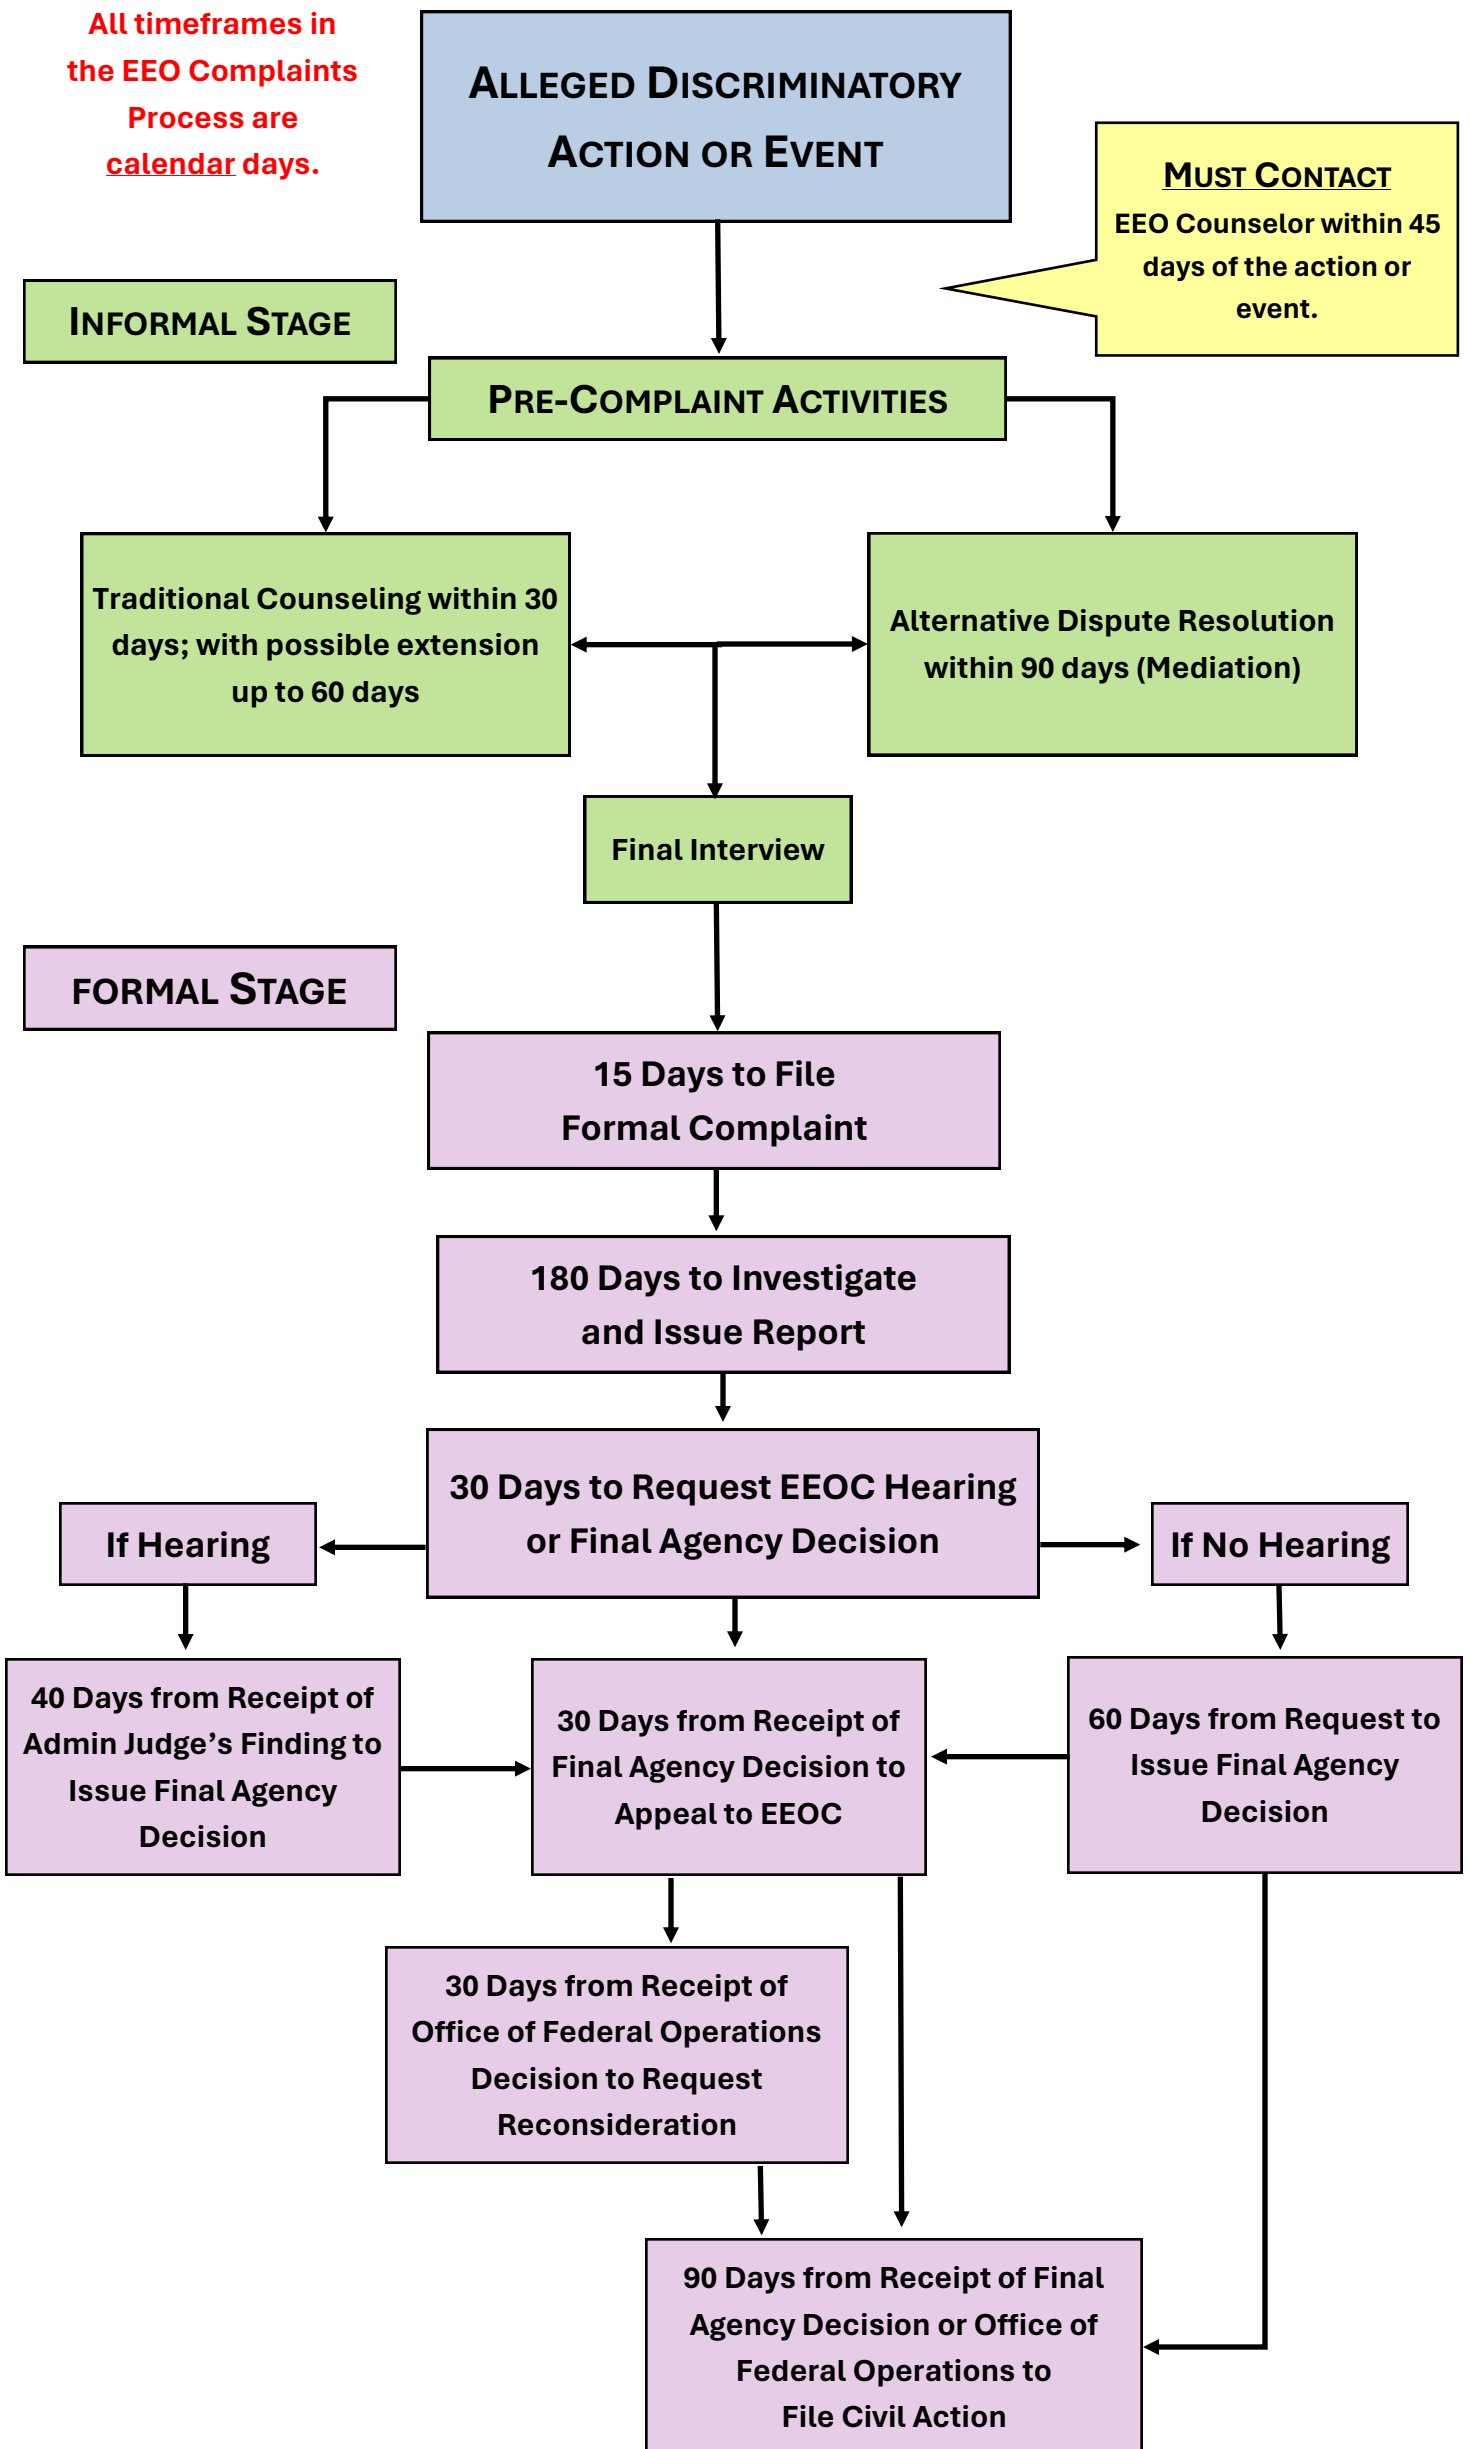 All timeframes in
the EEO Complaints
Process are
calendar days.
ALLEGED DISCRIMINATORY
ACTION OR EVENT
MUST CONTACT
EEO Counselor within 45
days of the action or
event.
INFORMAL STAGE
PRE-COMPLAINT ACTIVITIES
Traditional Counseling within 30
days; with possible extension
up to 60 days
Alternative Dispute Resolution
within 90 days (Mediation)
Final Interview
FORMAL STAGE
15 Days to File
Formal Complaint
180 Days to Investigate
and Issue Report
30 Days to Request EEOC Hearing
or Final Agency Decision
If Hearing
If No Hearing
40 Days from Receipt of
Admin Judge’s Finding to
Issue Final Agency
Decision
30 Days from Receipt of
Final Agency Decision to
Appeal to EEOC
60 Days from Request to
Issue Final Agency
Decision
30 Days from Receipt of
Office of Federal Operations
Decision to Request
Reconsideration
90 Days from Receipt of Final
Agency Decision or Office of
Federal Operations to
File Civil Action